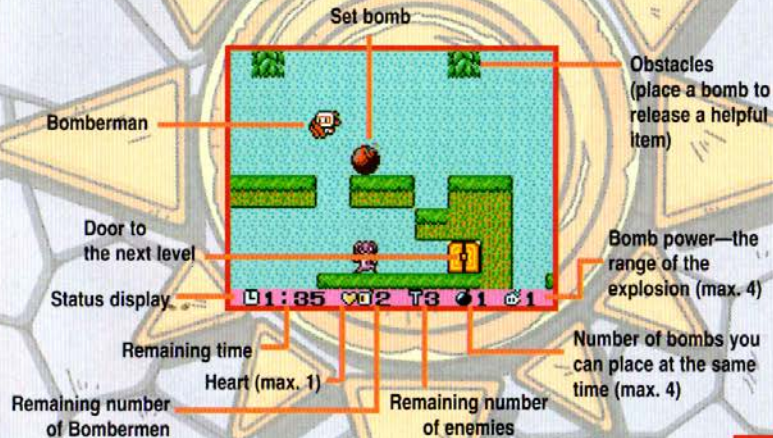 Set bomb
Obstacles
(place a bomb to
release a helpful
item)
Bomberman
Door to
the next level
Bomb power—the
range of the
explosion (max. 4)
Status display
1:35 2 T3 1 1
Remaining time
Number of bombs you
can place at the same
time (max. 4)
Heart (max. 1)
Remaining number
of Bombermen
Remaining number
of enemies